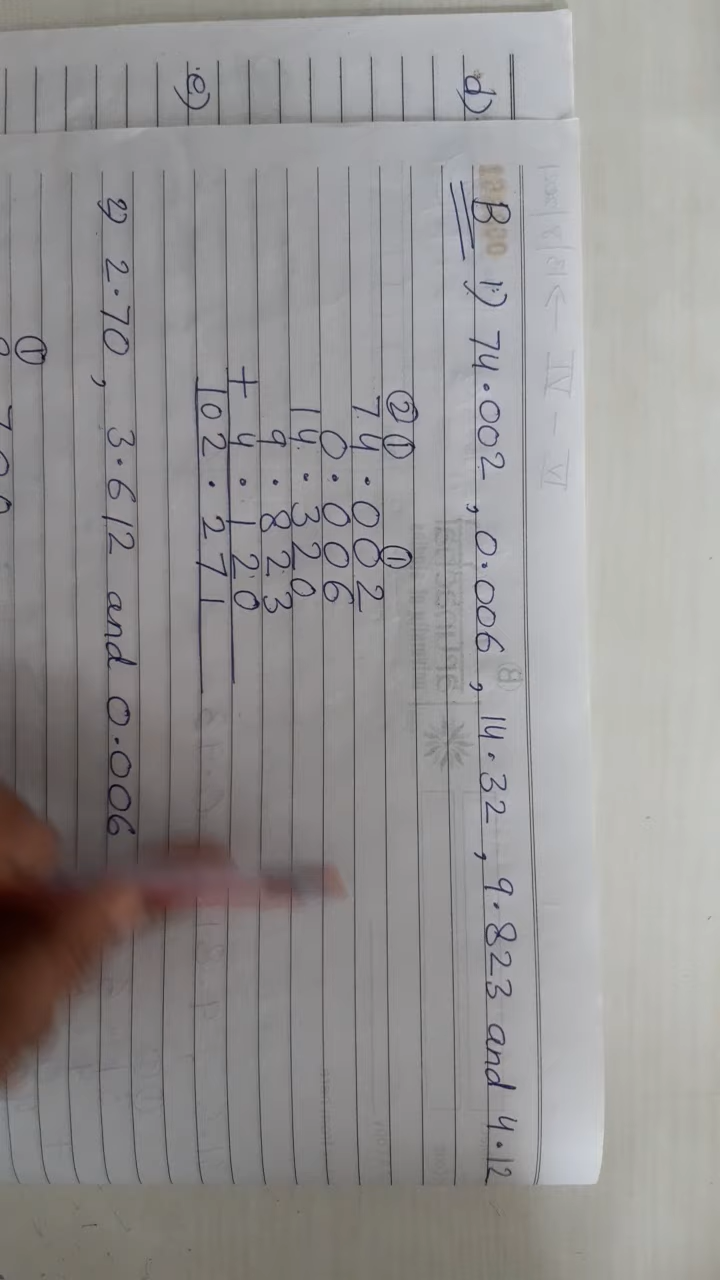 d)
e)
B 1) 74.002 , 0.006 , 14.32 , 9.823 and 4.12
② ① ①
74.002
0.006
14.320
9.823
+ 4.120
102.271
2) 2.70 , 3.612 and 0.006
①